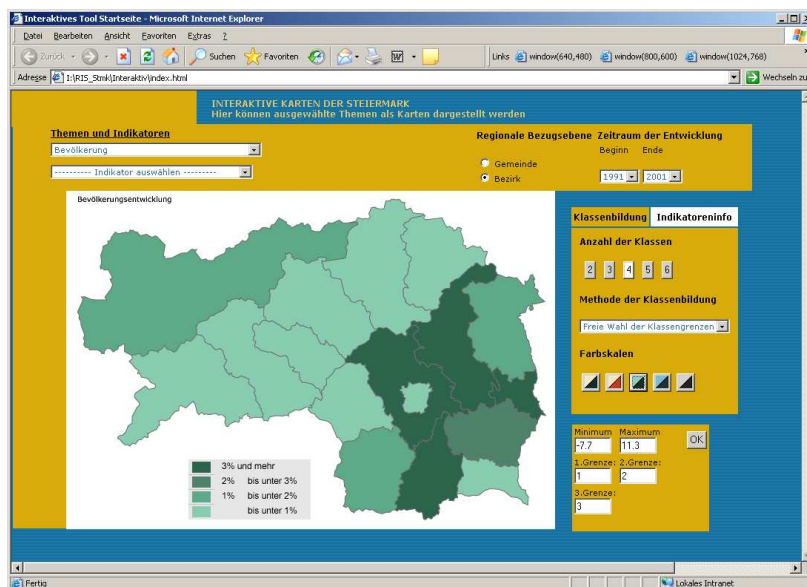 Interaktives Tool Startseite - Microsoft Internet Explorer
Datei Bearbeiten Ansicht Favoriten Extras ?
Zurück Suchen Favoriten Links window(640,480) window(800,600) window(1024,768)
Adresse I:\RIS_Stmk\Interaktiv\index.html Wechseln zu
INTERAKTIVE KARTEN DER STEIERMARK
Hier können ausgewählte Themen als Karten dargestellt werden
Themen und Indikatoren
Bevölkerung
---------- Indikator auswählen ---------
Regionale Bezugsebene
Gemeinde
Bezirk
Zeitraum der Entwicklung
Beginn Ende
1991 2001
Bevölkerungsentwicklung
3% und mehr
2% bis unter 3%
1% bis unter 2%
bis unter 1%
Klassenbildung Indikatoreninfo
Anzahl der Klassen
2 3 4 5 6
Methode der Klassenbildung
Freie Wahl der Klassengrenzen
Farbskalen
Minimum Maximum
-7.7 11.3 OK
1.Grenze: 2.Grenze:
1 2
3.Grenze:
3
Fertig Lokales Intranet